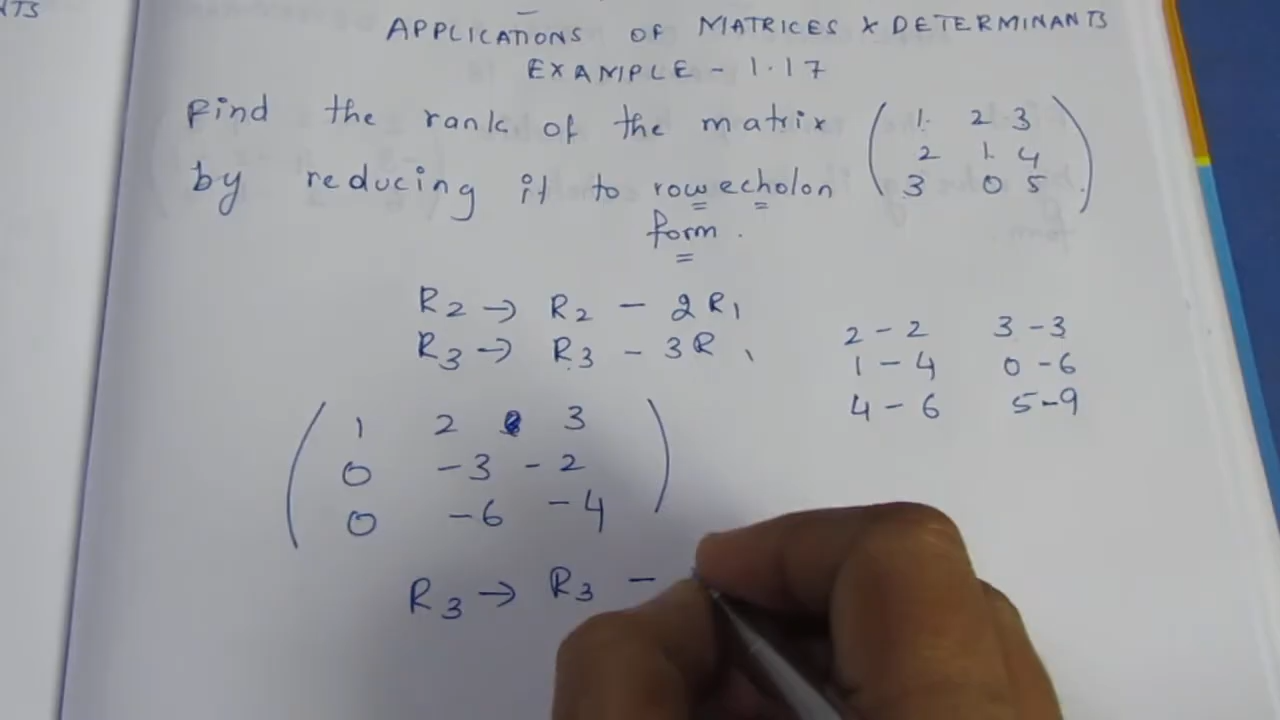 NTS
APPLICATIONS OF MATRICES & DETERMINANTS
EXAMPLE - 1.17
Find the rank of the matrix
by reducing it to row echolon
form.
1 2 3
2 1 4
3 0 5
R2 → R2 - 2R1
R3 → R3 - 3R1
2 - 2 3 - 3
1 - 4 0 - 6
4 - 6 5 - 9
1 2 3
0 -3 -2
0 -6 -4
R3 → R3 -